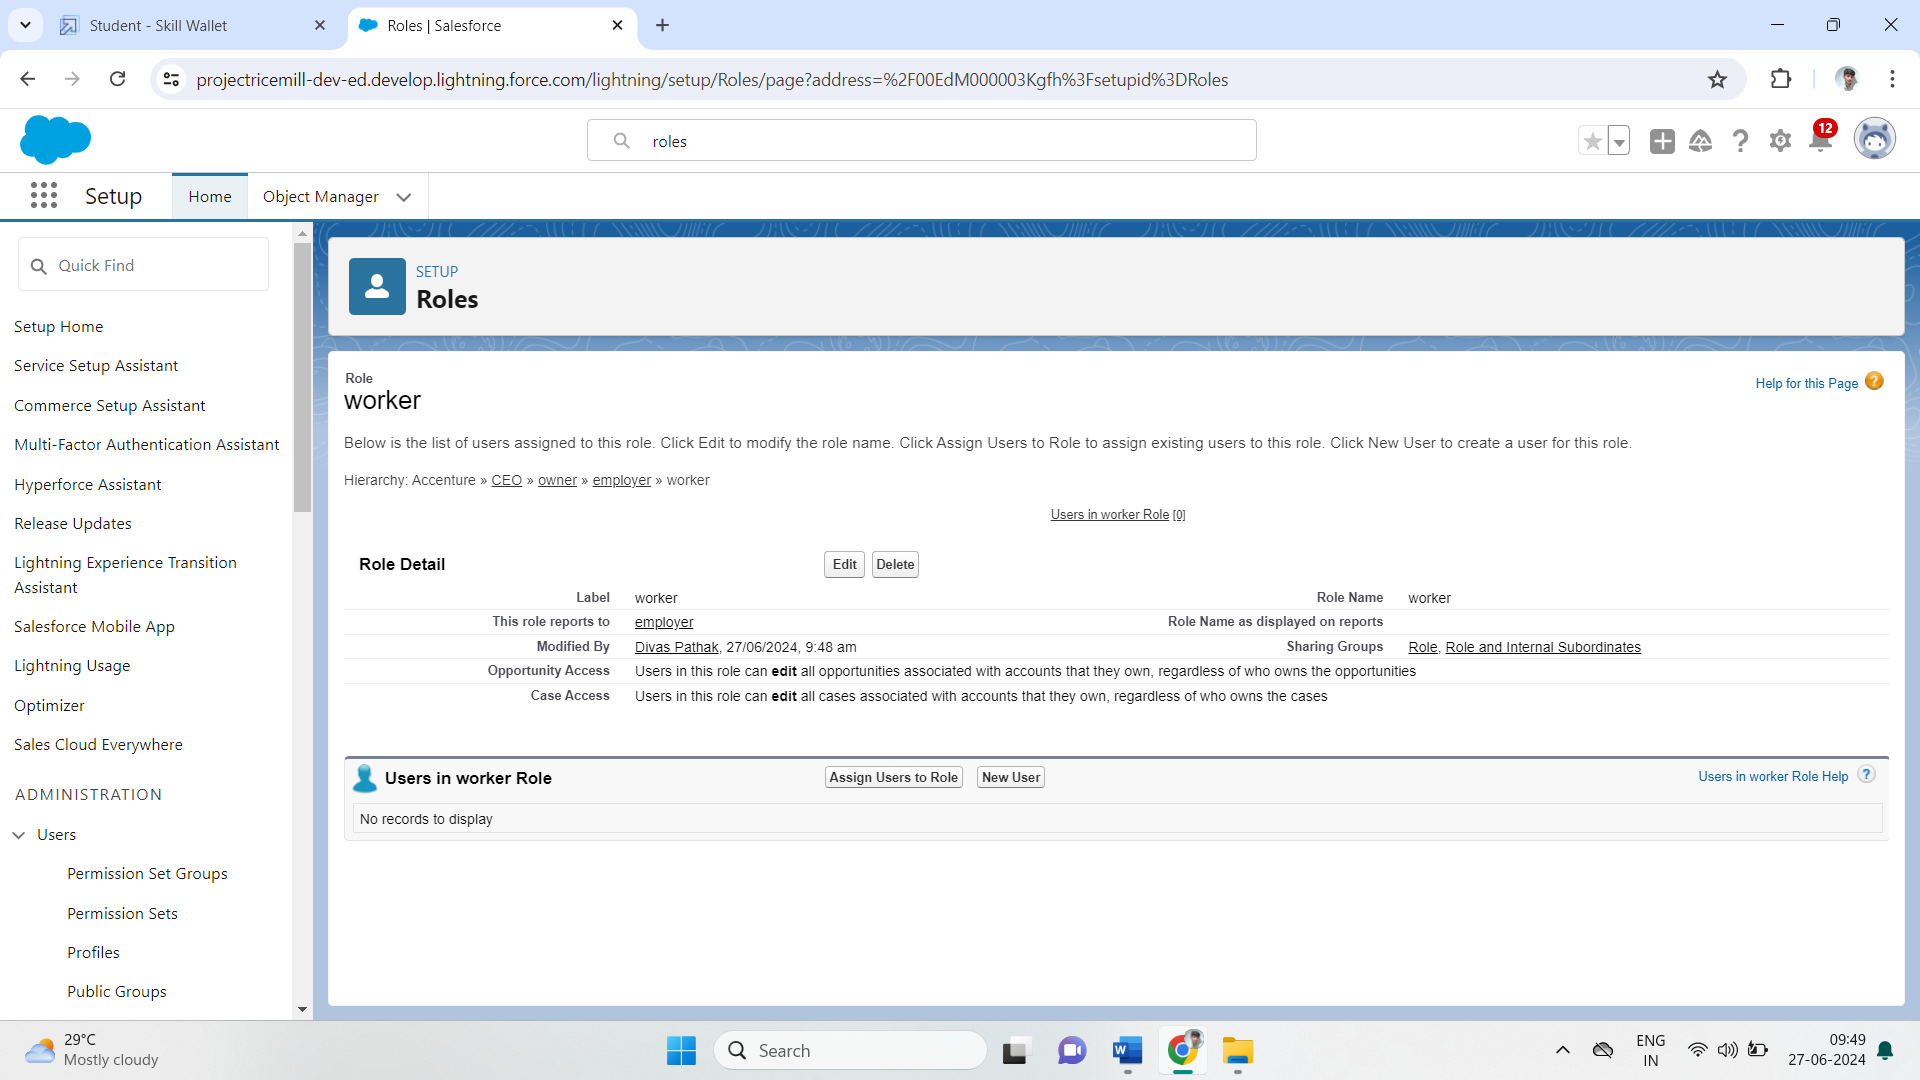 Student - Skill Wallet
Roles | Salesforce
projectricemill-dev-ed.develop.lightning.force.com/lightning/setup/Roles/page?address=%2F00EdM000003Kgfh%3Fsetupid%3DRoles
roles
12
Setup
Home
Object Manager
Quick Find
Setup Home
Service Setup Assistant
Commerce Setup Assistant
Multi-Factor Authentication Assistant
Hyperforce Assistant
Release Updates
Lightning Experience Transition
Assistant
Salesforce Mobile App
Lightning Usage
Optimizer
Sales Cloud Everywhere
ADMINISTRATION
Users
Permission Set Groups
Permission Sets
Profiles
Public Groups
SETUP
Roles
Role
worker
Help for this Page ?
Below is the list of users assigned to this role. Click Edit to modify the role name. Click Assign Users to Role to assign existing users to this role. Click New User to create a user for this role.
Hierarchy: Accenture » CEO » owner » employer » worker
Users in worker Role [0]
Role Detail Edit Delete
Label worker Role Name worker
This role reports to employer Role Name as displayed on reports
Modified By Divas Pathak, 27/06/2024, 9:48 am Sharing Groups Role, Role and Internal Subordinates
Opportunity Access Users in this role can edit all opportunities associated with accounts that they own, regardless of who owns the opportunities
Case Access Users in this role can edit all cases associated with accounts that they own, regardless of who owns the cases
Users in worker Role Assign Users to Role New User Users in worker Role Help ?
No records to display
29°C
Mostly cloudy
Search
W
ENG
IN
09:49
27-06-2024